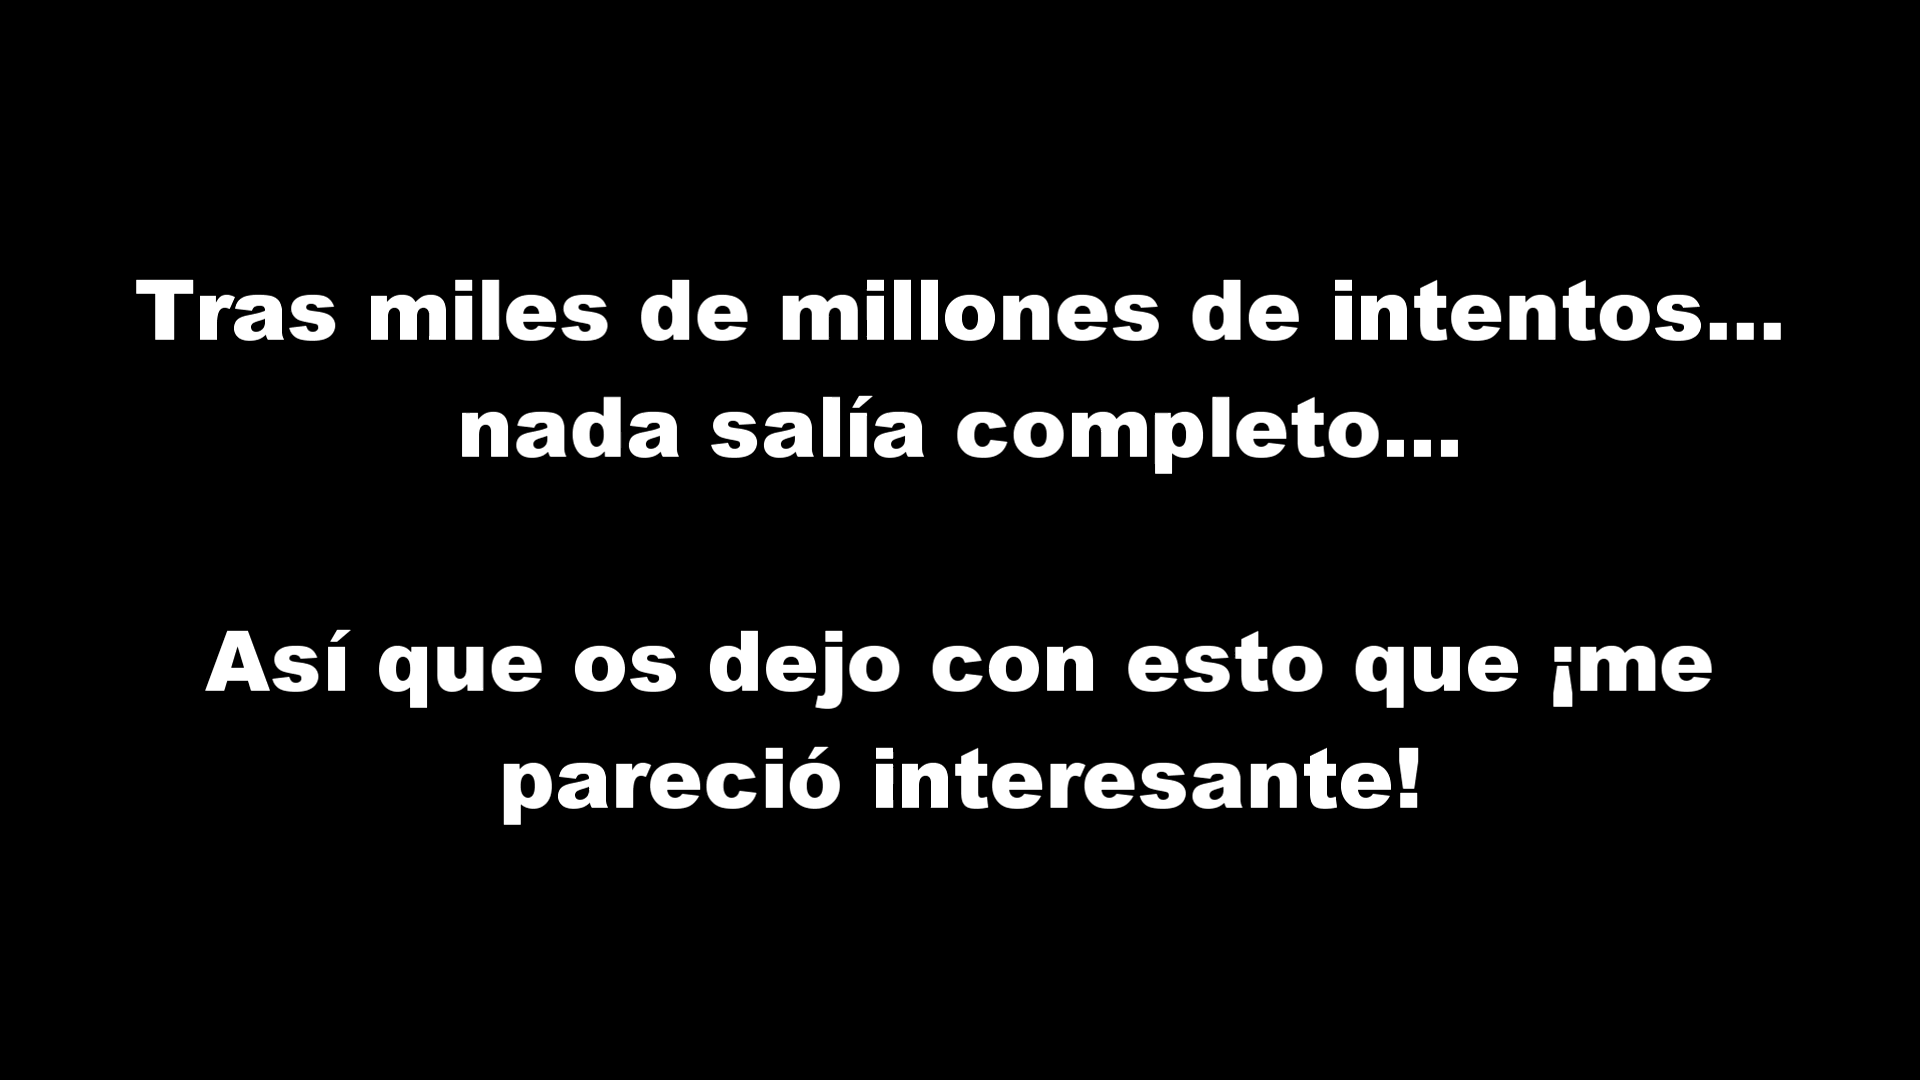 Tras miles de millones de intentos...
nada salía completo...
Así que os dejo con esto que ¡me
pareció interesante!